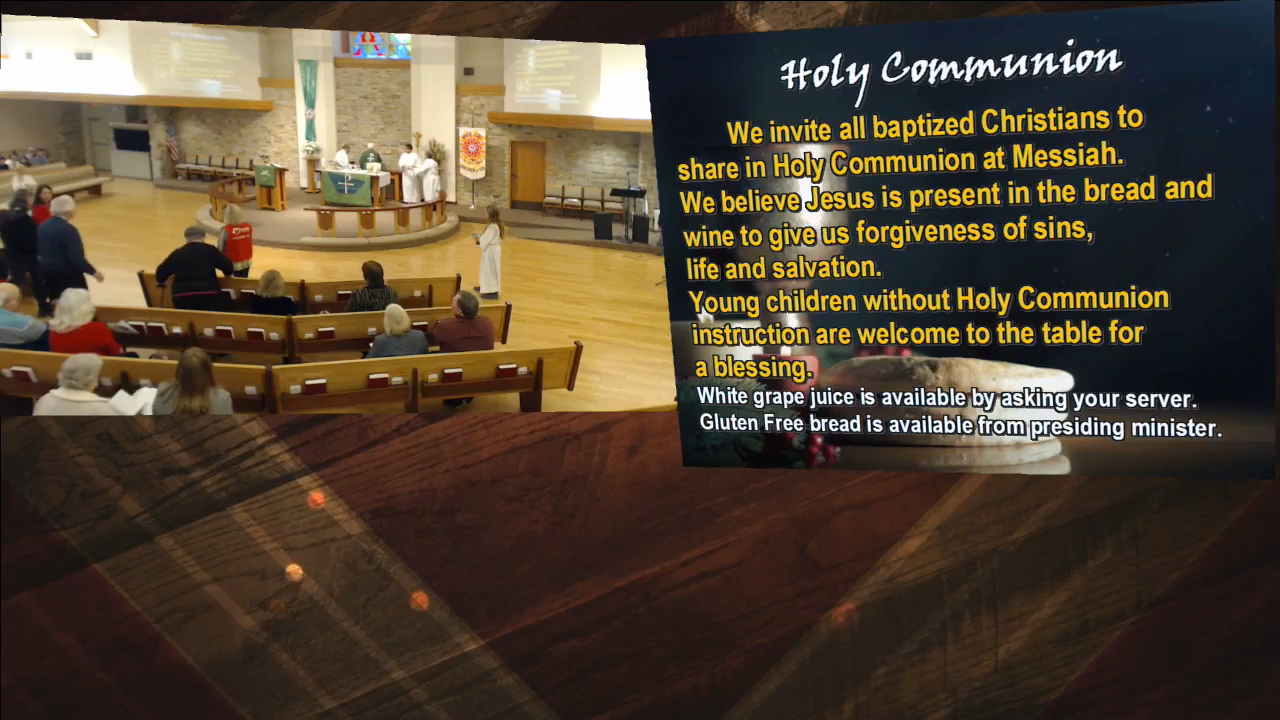 Holy Communion
We invite all baptized Christians to
share in Holy Communion at Messiah.
We believe Jesus is present in the bread and
wine to give us forgiveness of sins,
life and salvation.
Young children without Holy Communion
instruction are welcome to the table for
a blessing.
White grape juice is available by asking your server.
Gluten Free bread is available from presiding minister.